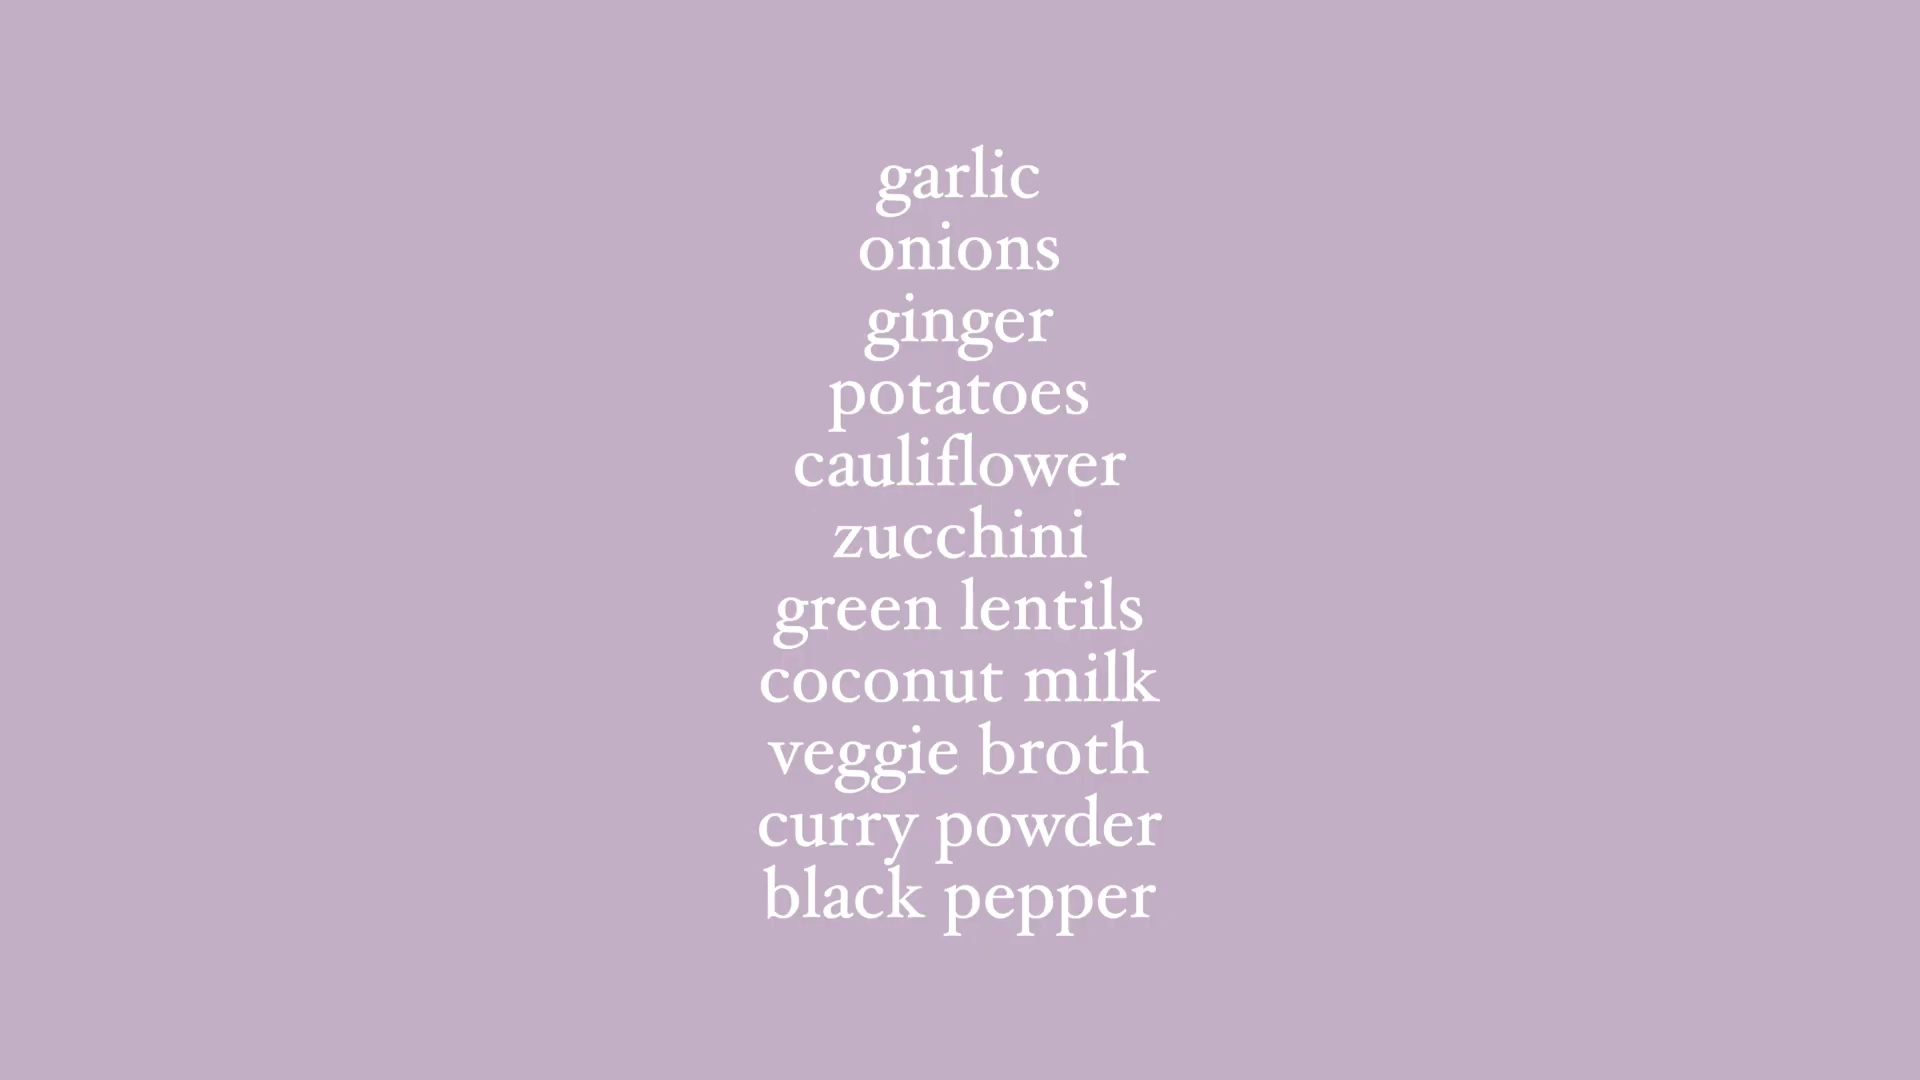 garlic
onions
ginger
potatoes
cauliflower
zucchini
green lentils
coconut milk
veggie broth
curry powder
black pepper